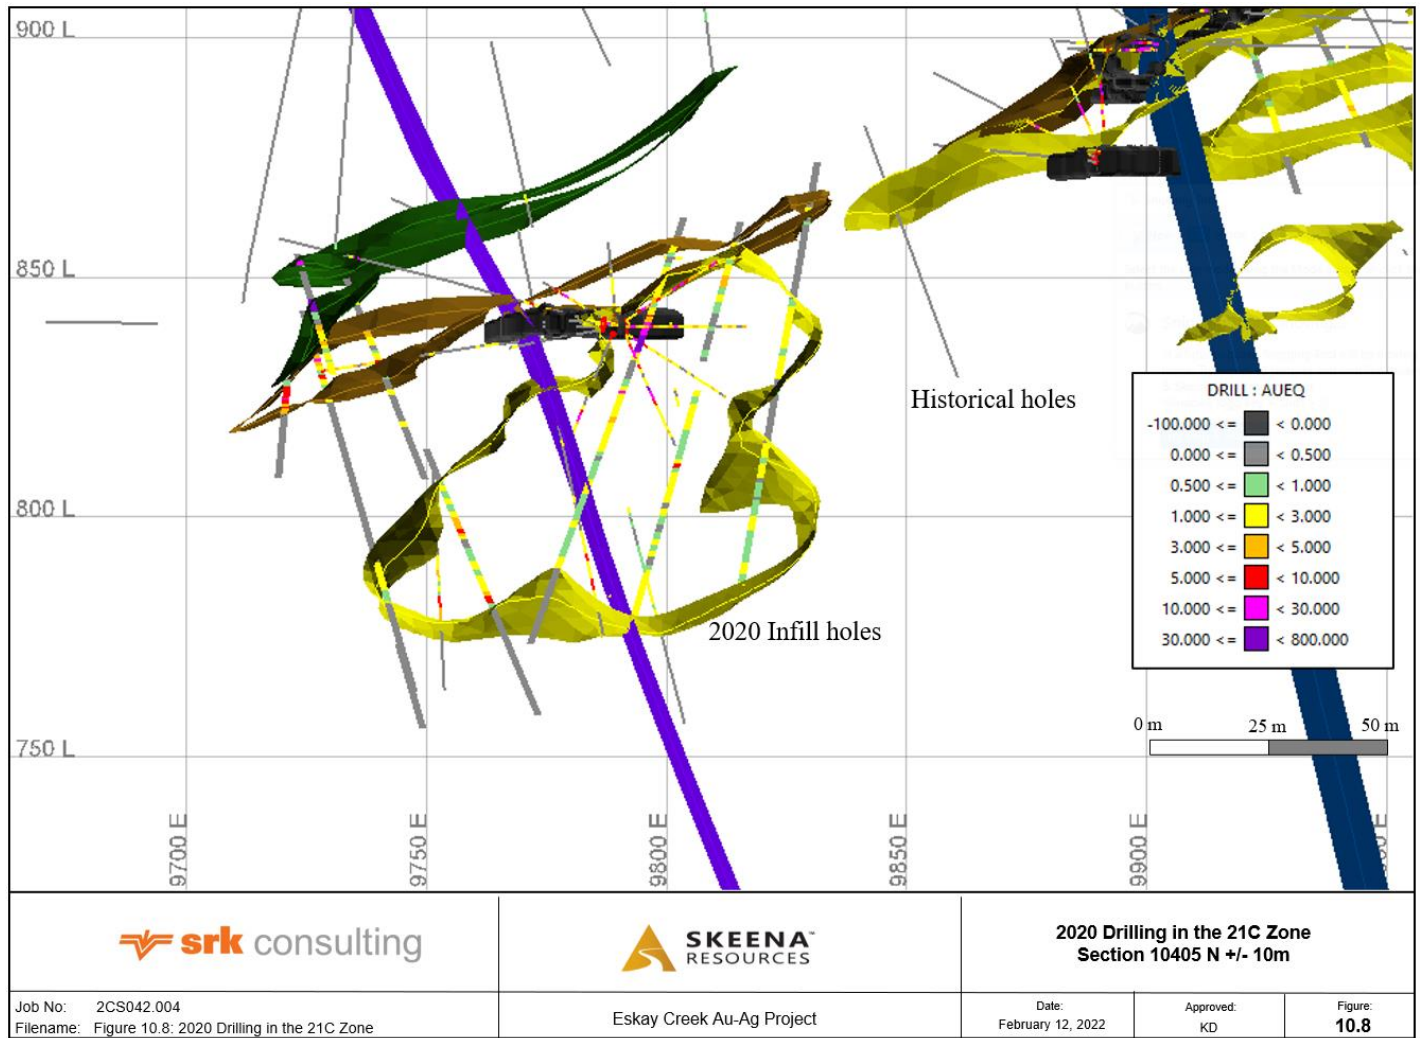 900 L
850 L
800 L
750 L
9700 E
9750 E
9800 E
9850 E
9900 E
Historical holes
2020 Infill holes
DRILL : AUEQ
-100.000 <= < 0.000
0.000 <= < 0.500
0.500 <= < 1.000
1.000 <= < 3.000
3.000 <= < 5.000
5.000 <= < 10.000
10.000 <= < 30.000
30.000 <= < 800.000
0 m 25 m 50 m
srk consulting
SKEENA™
RESOURCES
2020 Drilling in the 21C Zone
Section 10405 N +/- 10m
Job No: 2CS042.004
Filename: Figure 10.8: 2020 Drilling in the 21C Zone
Eskay Creek Au-Ag Project
Date:
February 12, 2022
Approved:
KD
Figure:
10.8